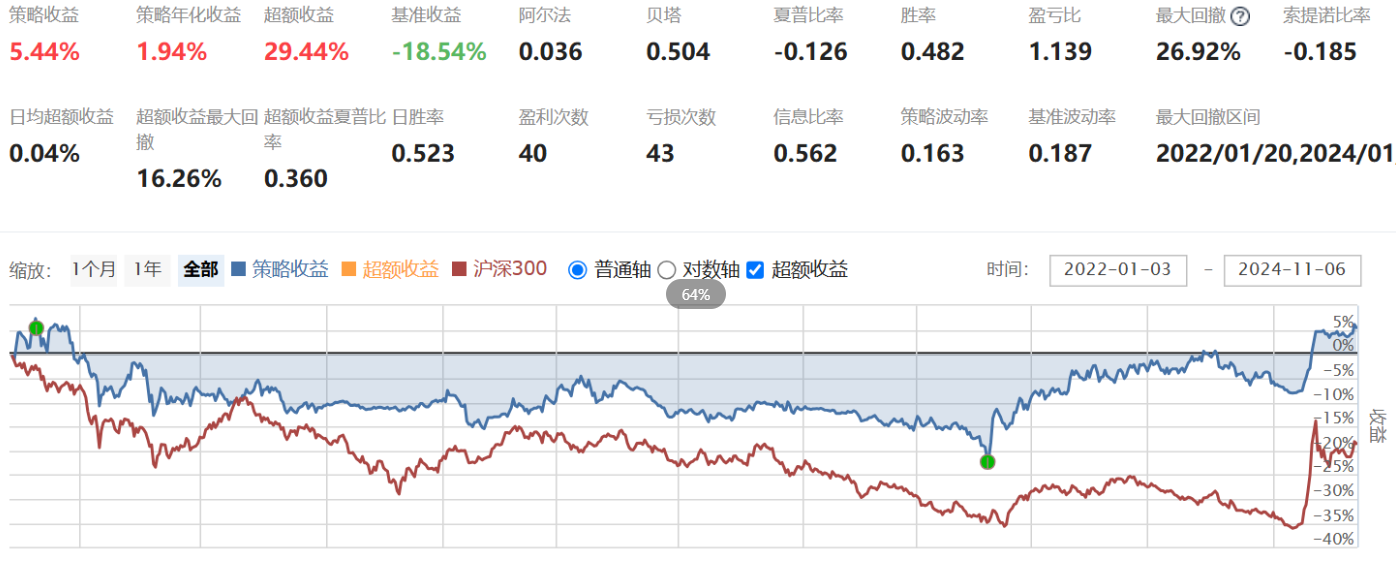 策略收益 策略年化收益 超额收益 基准收益 阿尔法 贝塔 夏普比率 胜率 盈亏比 最大回撤 ? 索提诺比率
5.44% 1.94% 29.44% -18.54% 0.036 0.504 -0.126 0.482 1.139 26.92% -0.185
日均超额收益 超额收益最大回撤 超额收益夏普比率 日胜率 盈利次数 亏损次数 信息比率 策略波动率 基准波动率 最大回撤区间
0.04% 16.26% 0.360 0.523 40 43 0.562 0.163 0.187 2022/01/20,2024/01
缩放: 1个月 1年 全部 策略收益 超额收益 沪深300 普通轴 对数轴 超额收益 时间: 2022-01-03 - 2024-11-06
64%
5%
0%
-5%
-10%
-15%
-20%
-25%
-30%
-35%
-40%
收益